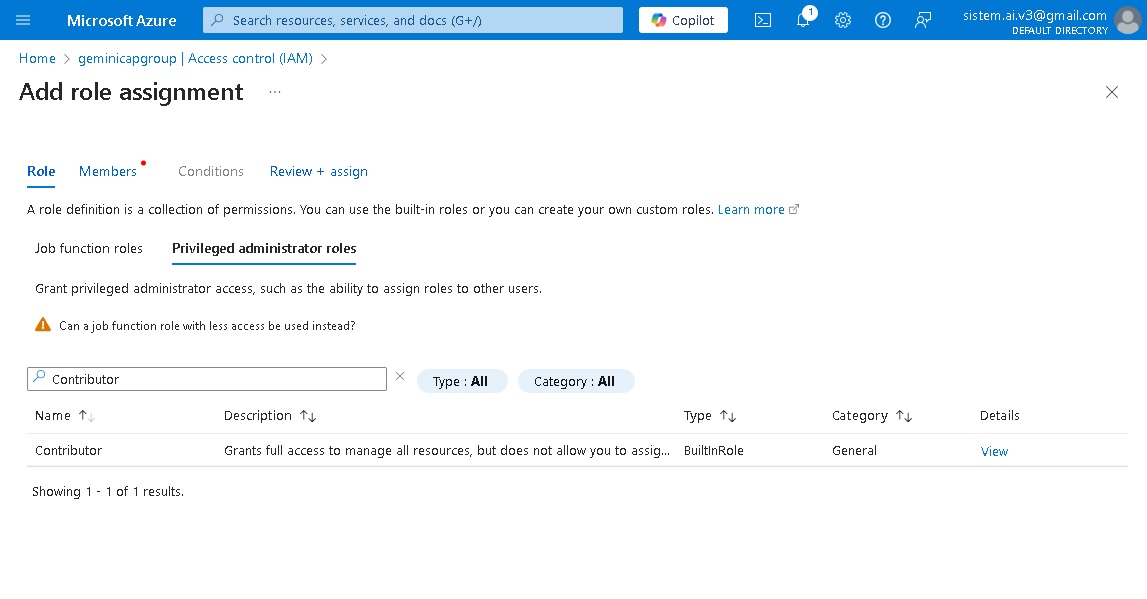 Microsoft Azure
Search resources, services, and docs (G+/)
Copilot
1
sistem.ai.v3@gmail.com
DEFAULT DIRECTORY
Home > geminicapgroup | Access control (IAM) >
Add role assignment ...
Role Members Conditions Review + assign
A role definition is a collection of permissions. You can use the built-in roles or you can create your own custom roles. Learn more
Job function roles Privileged administrator roles
Grant privileged administrator access, such as the ability to assign roles to other users.
Can a job function role with less access be used instead?
Contributor
Type : All
Category : All
Name ↑↓ Description ↑↓ Type ↑↓ Category ↑↓ Details
Contributor Grants full access to manage all resources, but does not allow you to assig... BuiltInRole General View
Showing 1 - 1 of 1 results.